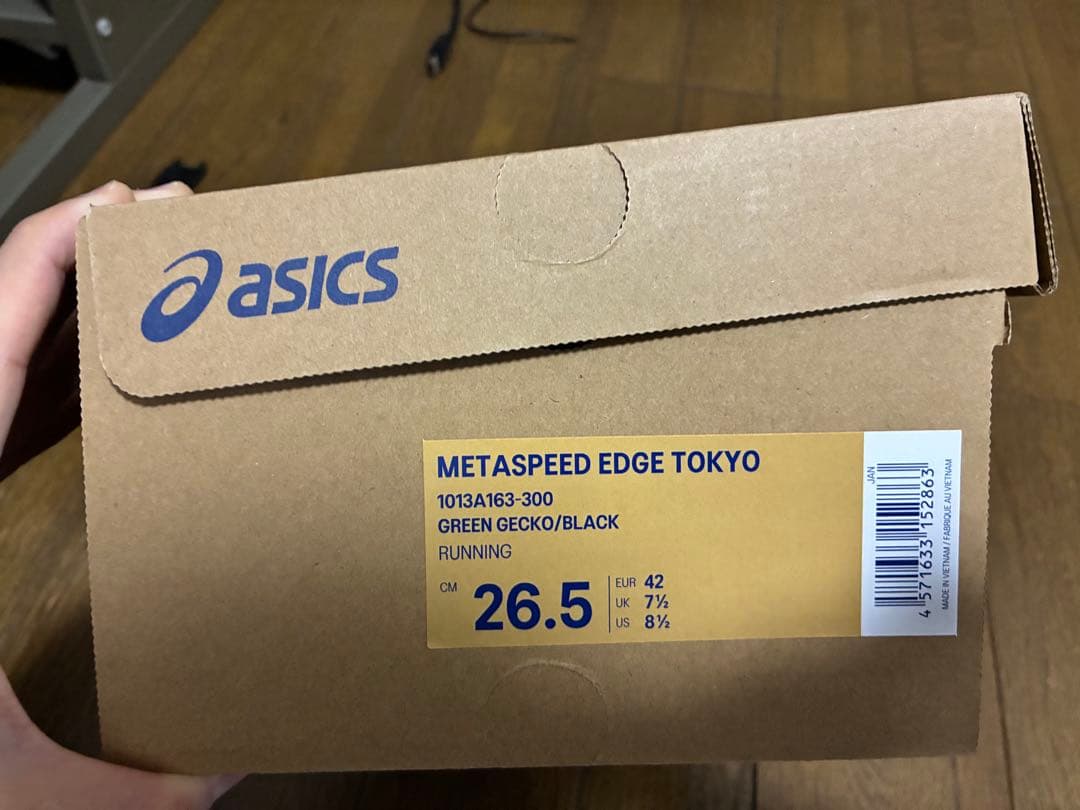 asics
METASPEED EDGE TOKYO
1013A163-300
GREEN GECKO/BLACK
RUNNING
CM 26.5
EUR 42
UK 7½
US 8½
JAN
4 571633 152863
MADE IN VIETNAM / FABRIQUE AU VIETNAM